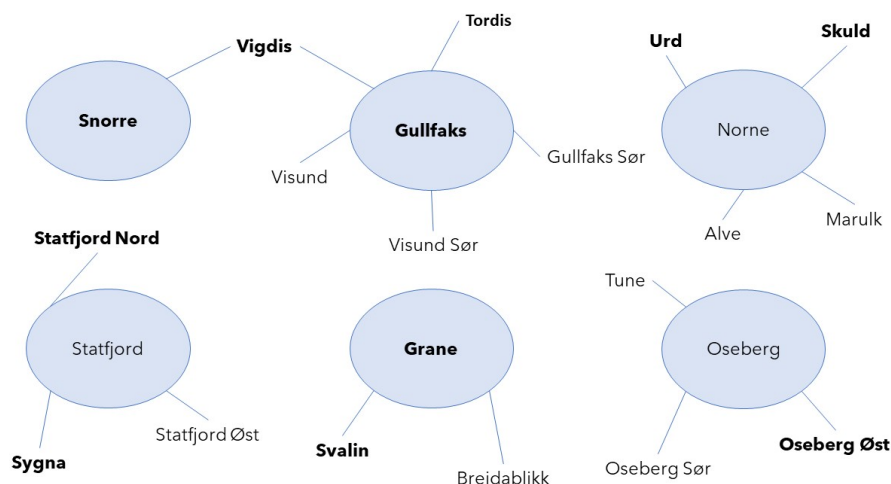 Tordis
Vigdis
Urd
Skuld
Snorre
Gullfaks
Norne
Gullfaks Sør
Visund
Marulk
Alve
Visund Sør
Statfjord Nord
Tune
Statfjord
Grane
Oseberg
Statfjord Øst
Oseberg Øst
Svalin
Sygna
Oseberg Sør
Breidablikk